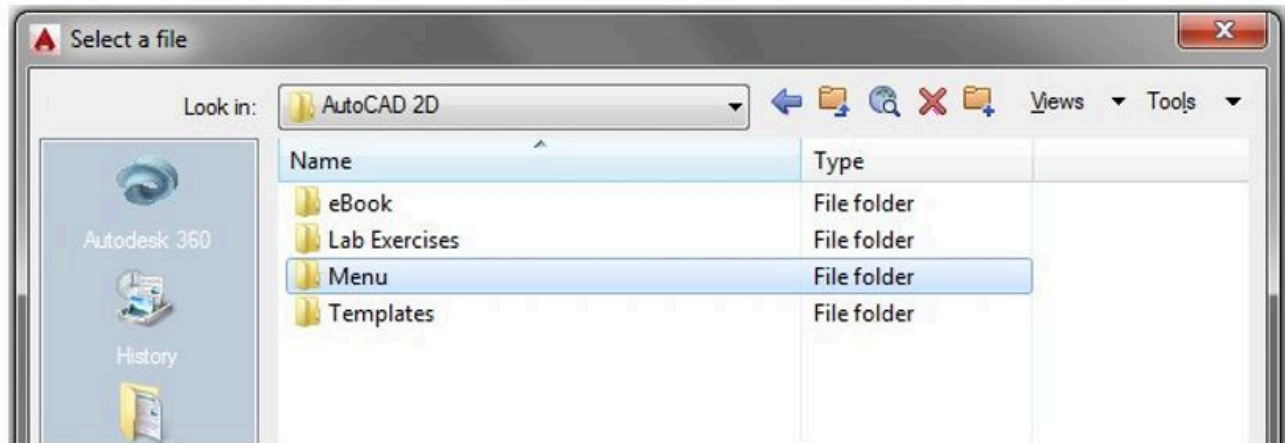 Select a file
Look in: AutoCAD 2D Views Tools
Name Type
eBook File folder
Autodesk 360 Lab Exercises File folder
Menu File folder
Templates File folder
History